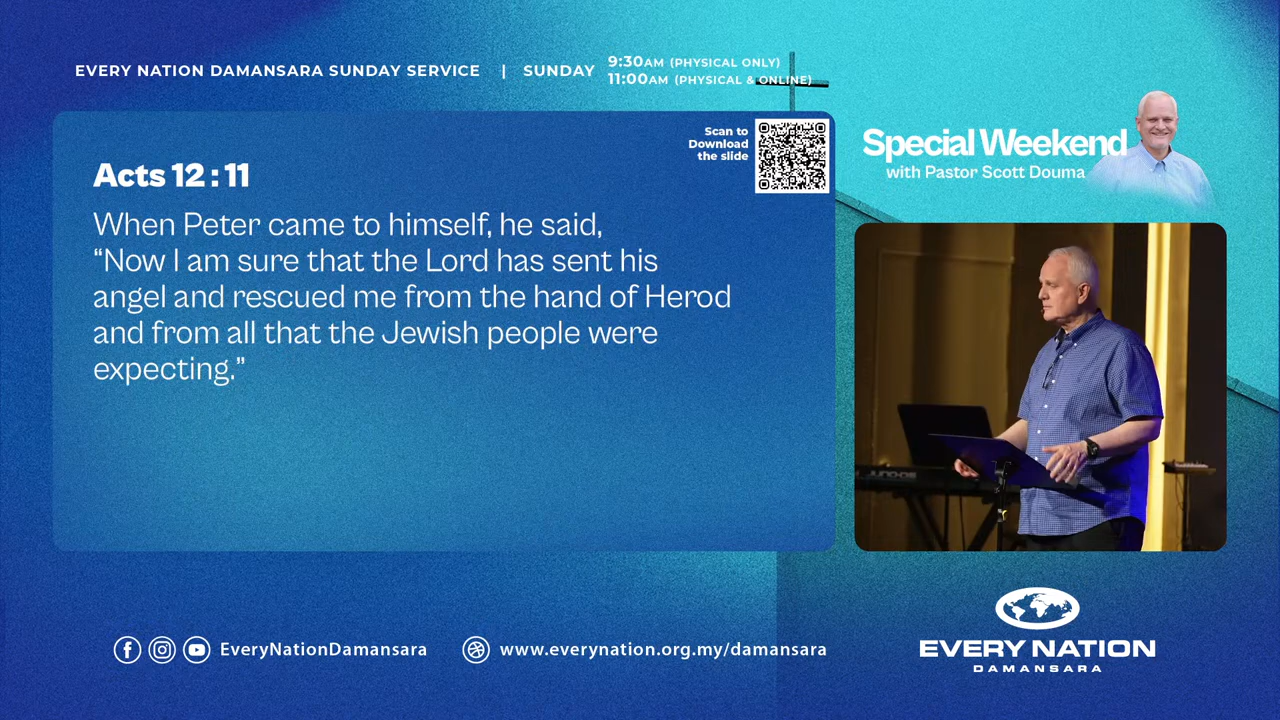 EVERY NATION DAMANSARA SUNDAY SERVICE | SUNDAY
9:30AM (PHYSICAL ONLY)
11:00AM (PHYSICAL & ONLINE)
Scan to
Download
the slide
Acts 12 : 11
When Peter came to himself, he said,
“Now I am sure that the Lord has sent his
angel and rescued me from the hand of Herod
and from all that the Jewish people were
expecting.”
Special Weekend
with Pastor Scott Douma
EveryNationDamansara
www.everynation.org.my/damansara
EVERY NATION
DAMANSARA